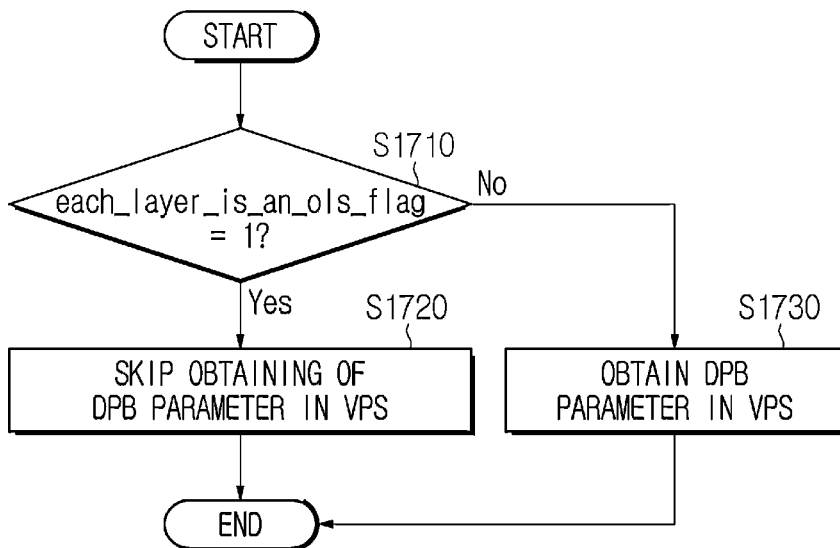 START
S1710
each_layer_is_an_ols_flag
= 1?
No
Yes
S1720
SKIP OBTAINING OF
DPB PARAMETER IN VPS
S1730
OBTAIN DPB
PARAMETER IN VPS
END